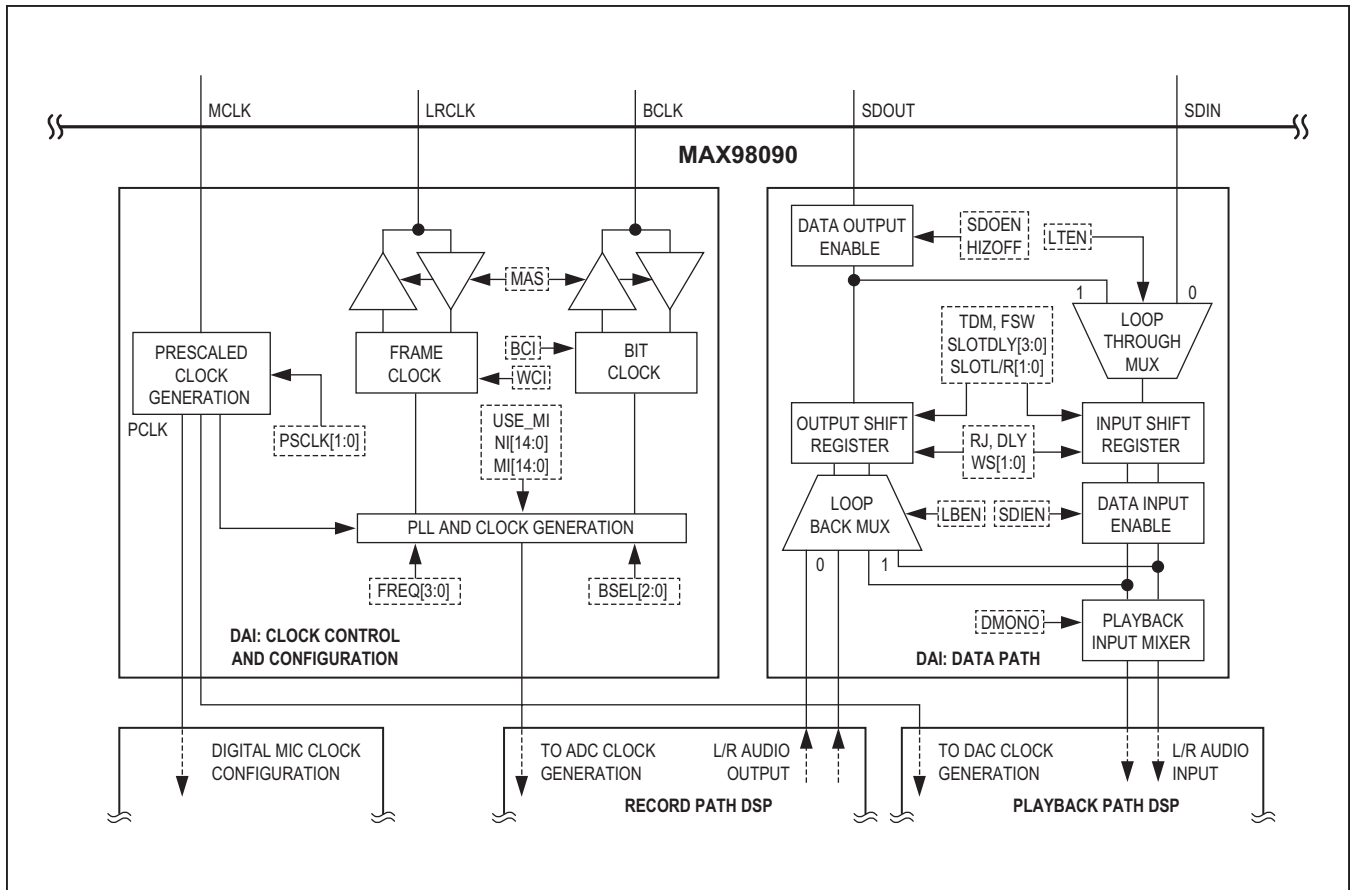 MCLK
LRCLK
BCLK
SDOUT
SDIN
MAX98090
DATA OUTPUT
ENABLE
SDOEN
HIZOFF
LTEN
MAS
1
0
LOOP
THROUGH
MUX
TDM, FSW
SLOTDLY[3:0]
SLOTL/R[1:0]
PRESCALED
CLOCK
GENERATION
FRAME
CLOCK
BCI
WCI
BIT
CLOCK
PCLK
PSCLK[1:0]
USE_MI
NI[14:0]
MI[14:0]
OUTPUT SHIFT
REGISTER
RJ, DLY
WS[1:0]
INPUT SHIFT
REGISTER
LOOP
BACK MUX
LBEN
SDIEN
DATA INPUT
ENABLE
PLL AND CLOCK GENERATION
0
1
FREQ[3:0]
BSEL[2:0]
DMONO
PLAYBACK
INPUT MIXER
DAI: CLOCK CONTROL
AND CONFIGURATION
DAI: DATA PATH
DIGITAL MIC CLOCK
CONFIGURATION
TO ADC CLOCK
GENERATION
L/R AUDIO
OUTPUT
RECORD PATH DSP
TO DAC CLOCK
GENERATION
L/R AUDIO
INPUT
PLAYBACK PATH DSP